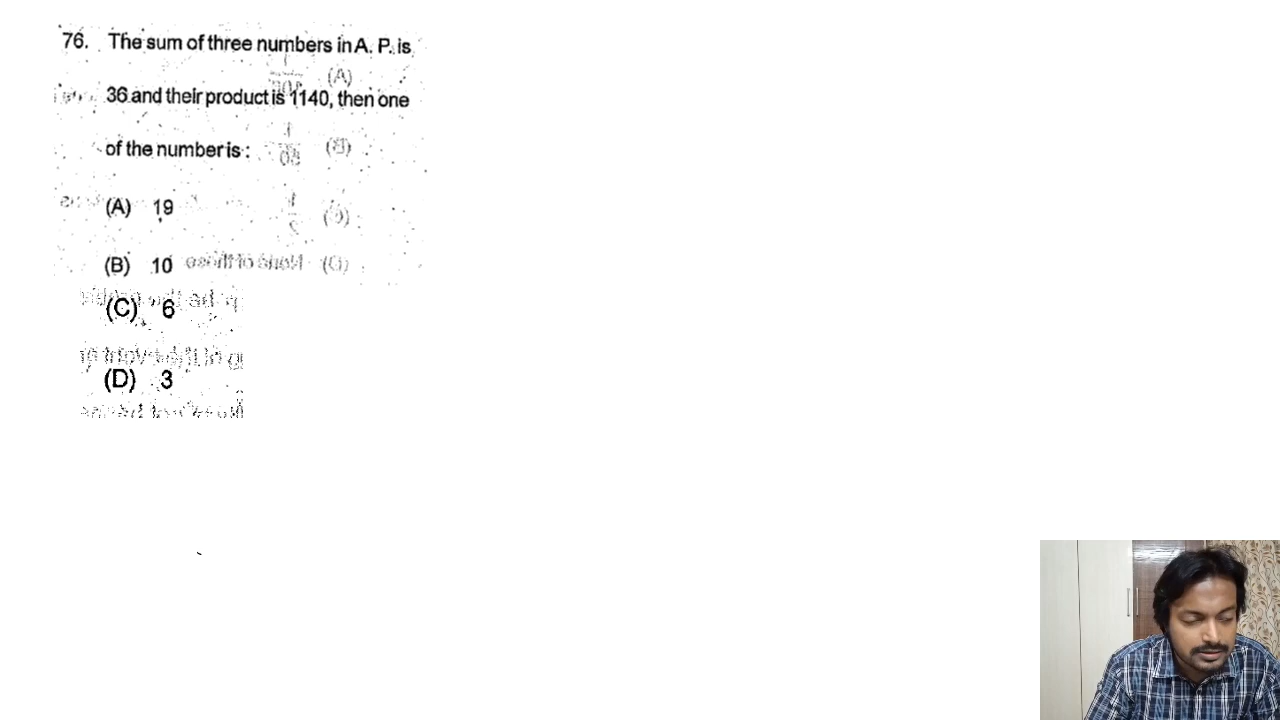 76. The sum of three numbers in A. P. is
36 and their product is 1140, then one
of the number is :
(A) 19
(B) 10
(C) 6
(D) 3